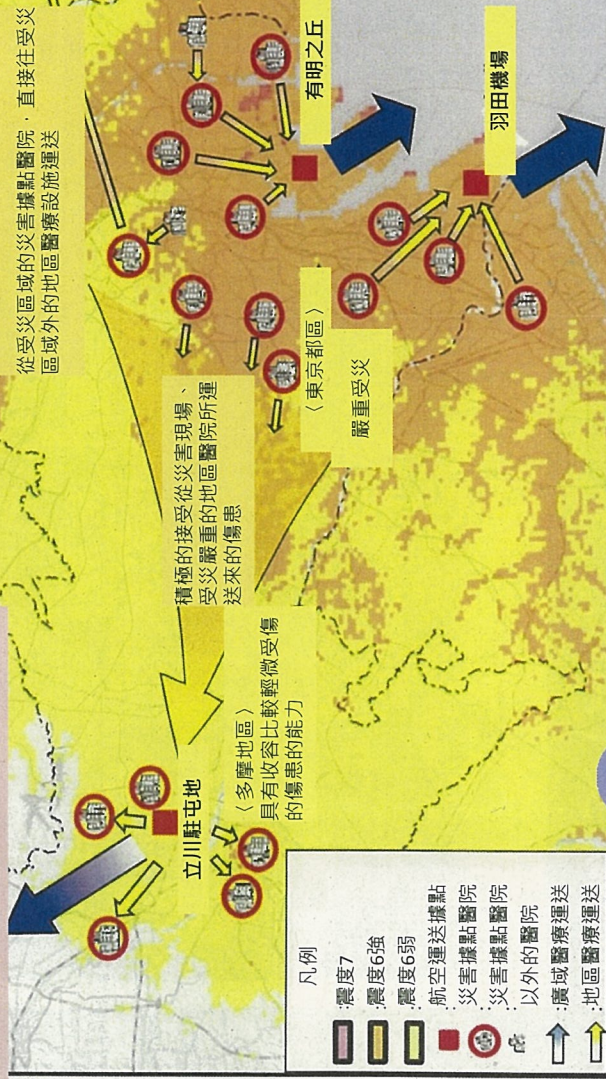 從受災區域的災害據點醫院，直接往受災
區域外的地區醫療設施運送
有明之丘
羽田機場
〈東京都區〉
嚴重受災
積極的接受從災害現場、
受災嚴重的地區醫院所運
送來的傷患
〈多摩地區〉
具有收容比較輕微受傷
的傷患的能力
立川駐屯地
凡例
:震度7
:震度6強
:震度6弱
航空運送據點
災害據點醫院
災害據點醫院
以外的醫院
:廣域醫療運送
:地區醫療運送